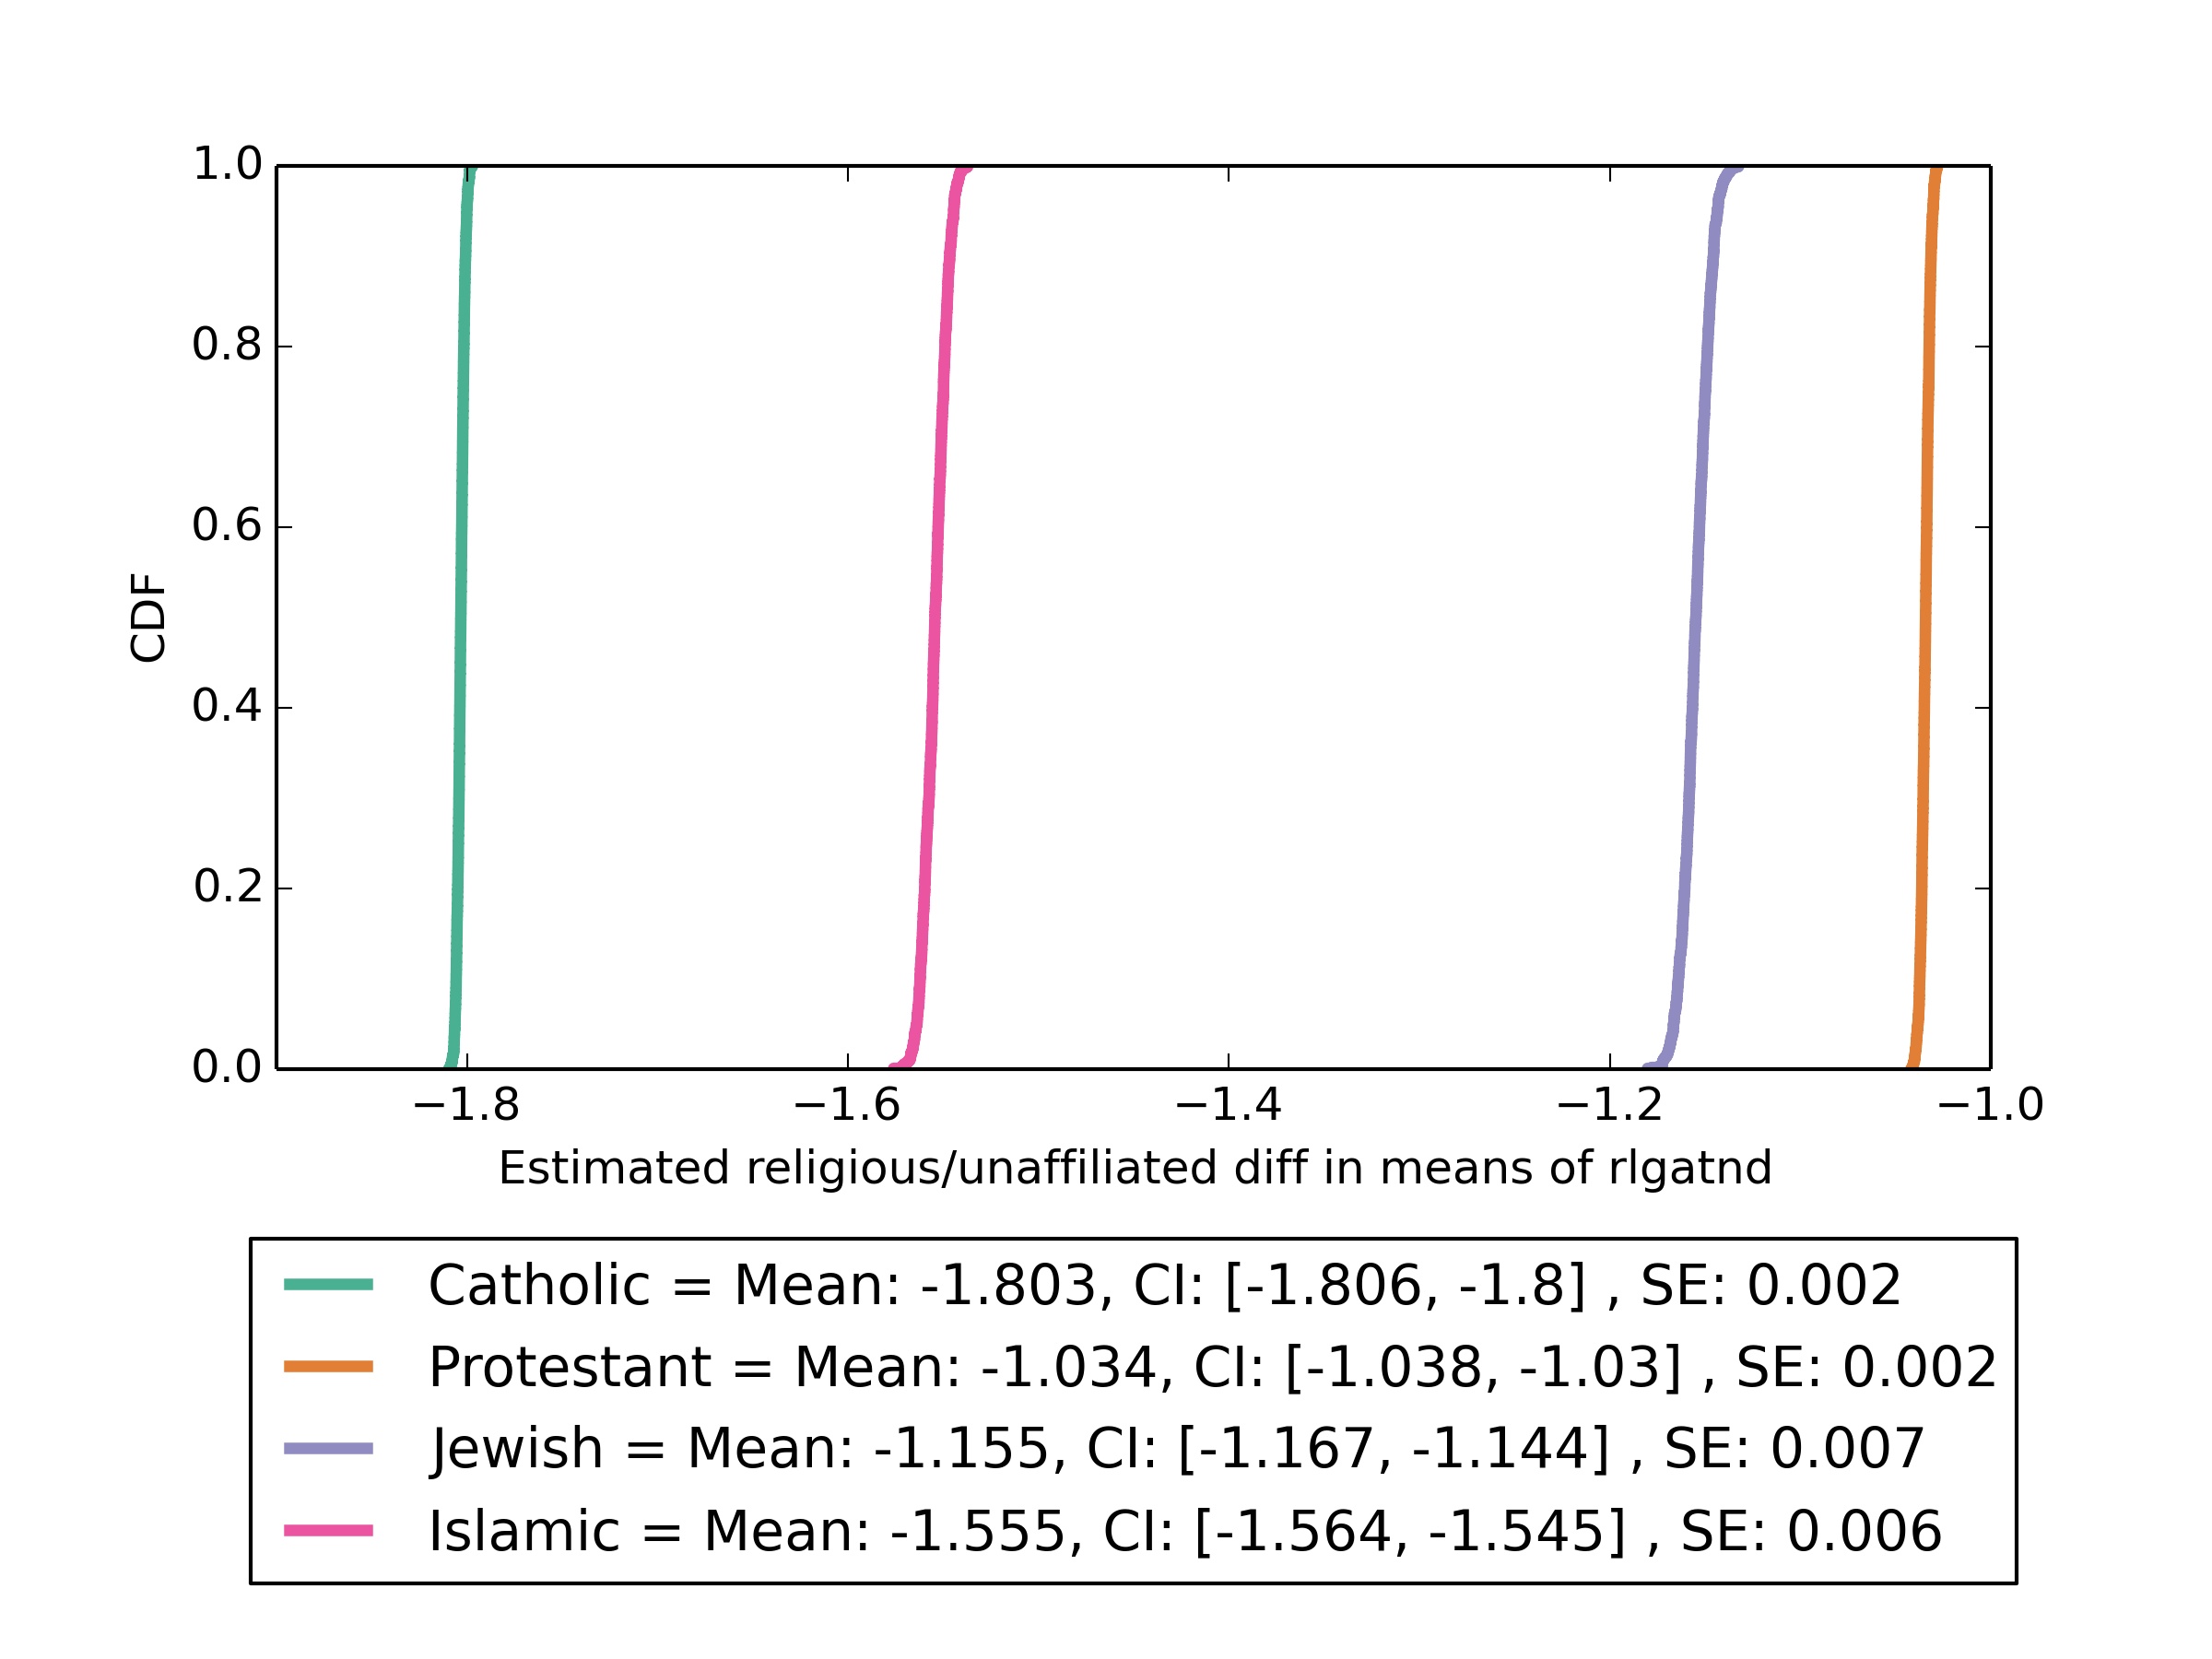 1.0
0.8
0.6
0.4
0.2
0.0
CDF
−1.8 −1.6 −1.4 −1.2 −1.0
Estimated religious/unaffiliated diff in means of rlgatnd
Catholic = Mean: -1.803, CI: [-1.806, -1.8] , SE: 0.002
Protestant = Mean: -1.034, CI: [-1.038, -1.03] , SE: 0.002
Jewish = Mean: -1.155, CI: [-1.167, -1.144] , SE: 0.007
Islamic = Mean: -1.555, CI: [-1.564, -1.545] , SE: 0.006